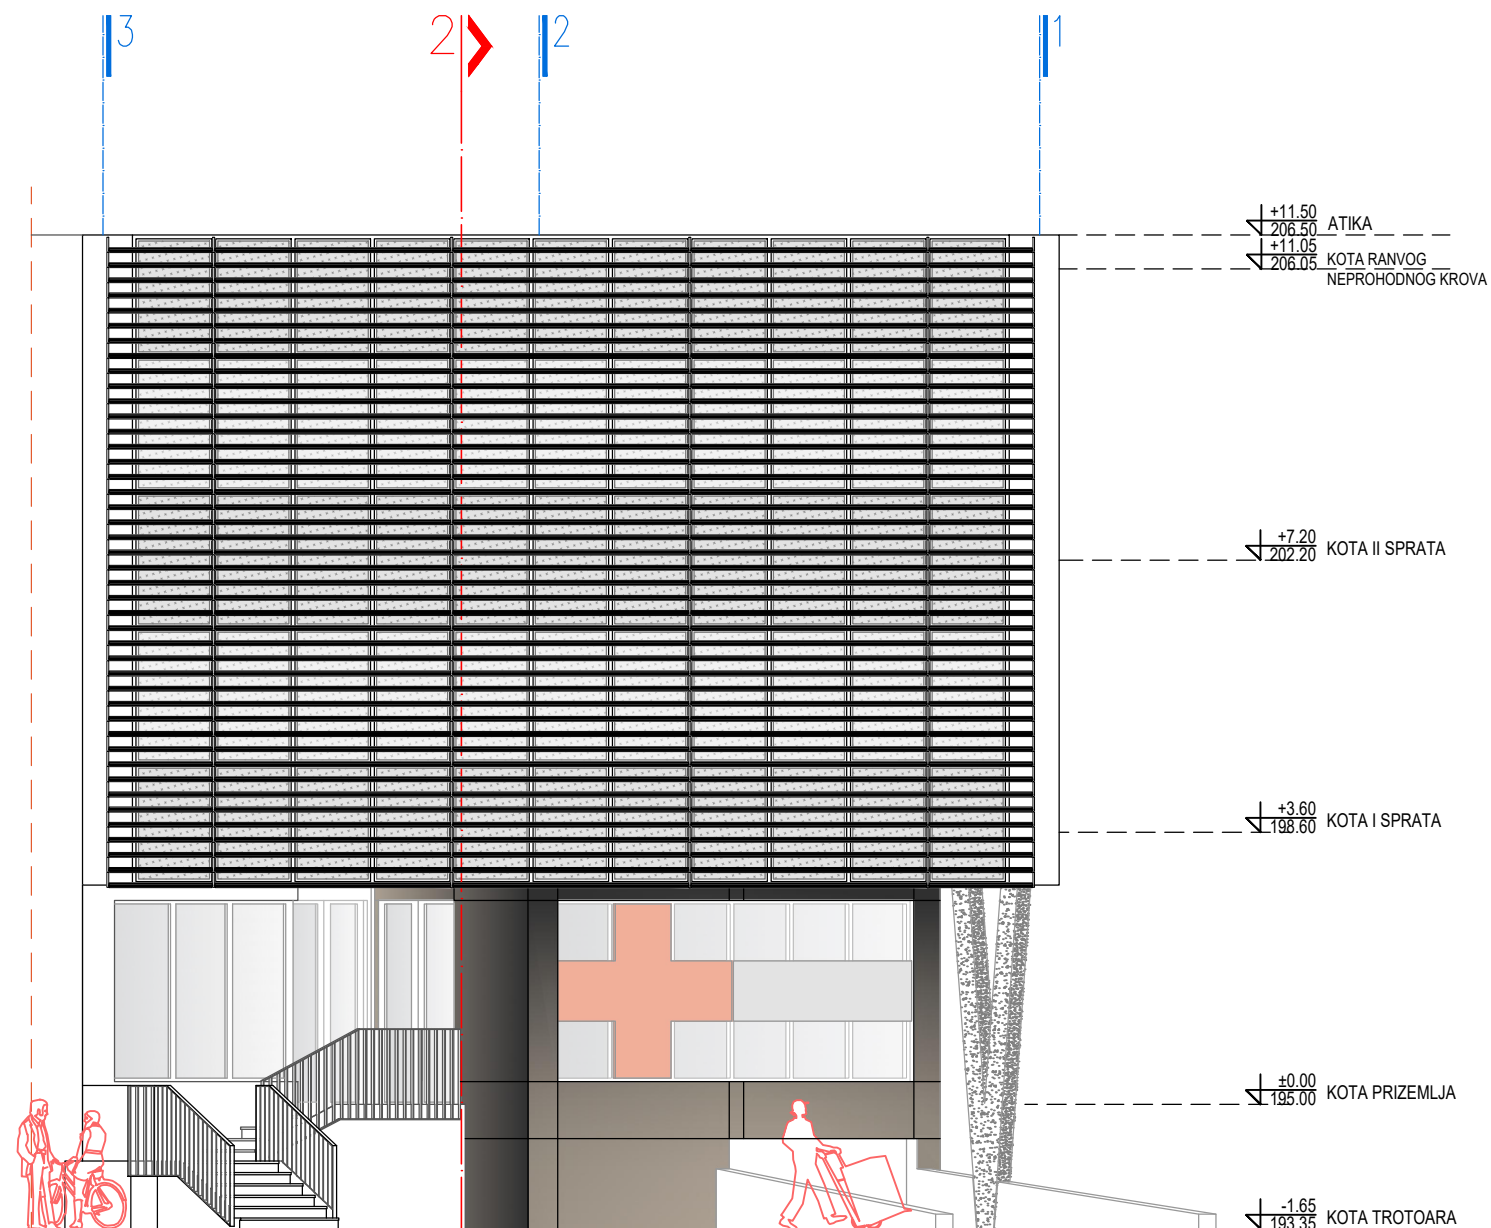 3
2
2
1
+11.50
206.50 ATIKA
+11.05
206.05 KOTA RANVOG
NEPROHODNOG KROVA
+7.20
202.20 KOTA II SPRATA
+3.60
198.60 KOTA I SPRATA
±0.00
195.00 KOTA PRIZEMLJA
-1.65
193.35 KOTA TROTOARA